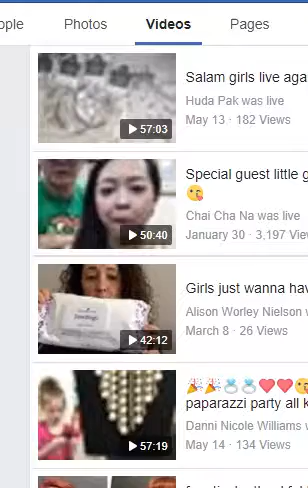 ople Photos Videos Pages
57:03
Salam girls live aga
Huda Pak was live
May 13 · 182 Views
50:40
Special guest little g
😘
Chai Cha Na was live
January 30 · 3,197 Vie
42:12
Girls just wanna hav
Alison Worley Nielson
March 8 · 26 Views
57:19
🎉🎉💍💍❤❤😘
paparazzi party all k
Danni Nicole Williams
May 14 · 134 Views